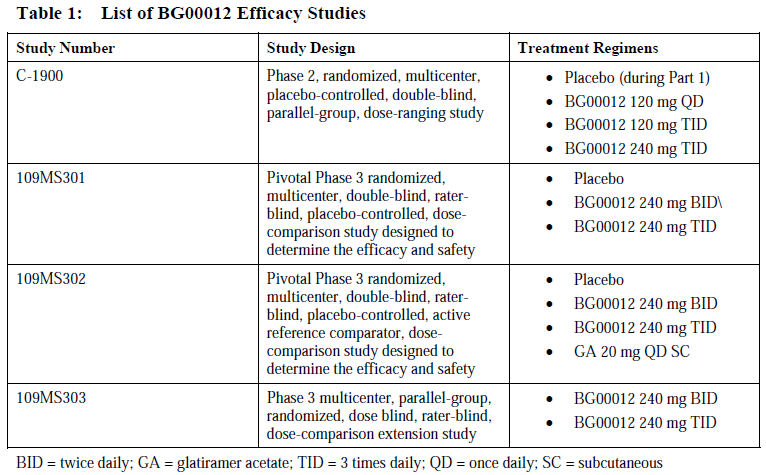 Table 1: List of BG00012 Efficacy Studies
Study Number Study Design Treatment Regimens
C-1900
Phase 2, randomized, multicenter,
placebo-controlled, double-blind,
parallel-group, dose-ranging study
• Placebo (during Part 1)
• BG00012 120 mg QD
• BG00012 120 mg TID
• BG00012 240 mg TID
109MS301
Pivotal Phase 3 randomized,
multicenter, double-blind, rater-
blind, placebo-controlled, dose-
comparison study designed to
determine the efficacy and safety
• Placebo
• BG00012 240 mg BID\
• BG00012 240 mg TID
109MS302
Pivotal Phase 3 randomized,
multicenter, double-blind, rater-
blind, placebo-controlled, active
reference comparator, dose-
comparison study designed to
determine the efficacy and safety
• Placebo
• BG00012 240 mg BID
• BG00012 240 mg TID
• GA 20 mg QD SC
109MS303
Phase 3 multicenter, parallel-group,
randomized, dose blind, rater-blind,
dose-comparison extension study
• BG00012 240 mg BID
• BG00012 240 mg TID
BID = twice daily; GA = glatiramer acetate; TID = 3 times daily; QD = once daily; SC = subcutaneous